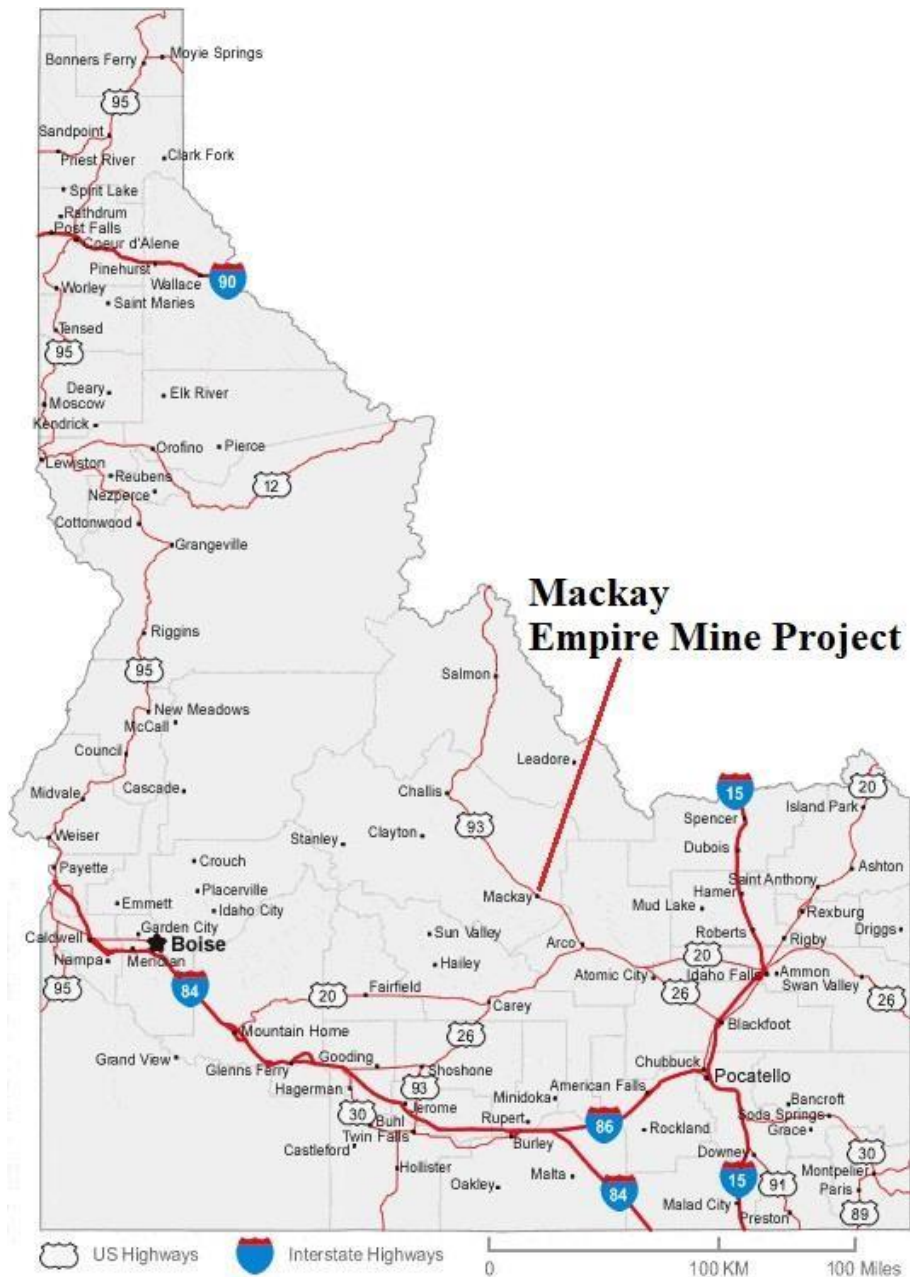 Bonners Ferry
Moyie Springs
95
Sandpoint
Priest River
Clark Fork
Spirit Lake
Rathdrum
Post Falls
Coeur d'Alene
Pinehurst
Wallace
90
Worley
Saint Maries
Tensed
95
Deary
Elk River
Moscow
Kendrick
Orofino
Pierce
Lewiston
Reubens
12
Nezperce
Cottonwood
Grangeville
Mackay
Empire Mine Project
Riggins
95
Salmon
New Meadows
McCall
Council
Leadore
Cascade
Challis
15
20
Midvale
Island Park
Spencer
93
Weiser
Stanley
Clayton
Dubois
Payette
Crouch
Ashton
Saint Anthony
Placerville
Hamer
Emmett
Mackay
Idaho City
Mud Lake
Rexburg
Garden City
Sun Valley
Roberts
Driggs
Caldwell
Boise
Arco
Rigby
Nampa
Meridian
Hailey
20
Atomic City
Idaho Falls
Ammon
Swan Valley
95
84
20
Fairfield
26
26
Carey
Mountain Home
26
Blackfoot
Grand View
Glenns Ferry
Gooding
Shoshone
Chubbuck
Pocatello
Hagerman
93
American Falls
Minidoka
Bancroft
Jerome
Soda Springs
30
Buhl
Rupert
86
Rockland
Grace
Twin Falls
Burley
Castleford
Downey
30
Hollister
Malta
Montpelier
Oakley
84
15
91
Paris
Malad City
Preston
89
US Highways
Interstate Highways
0
100 KM
100 Miles